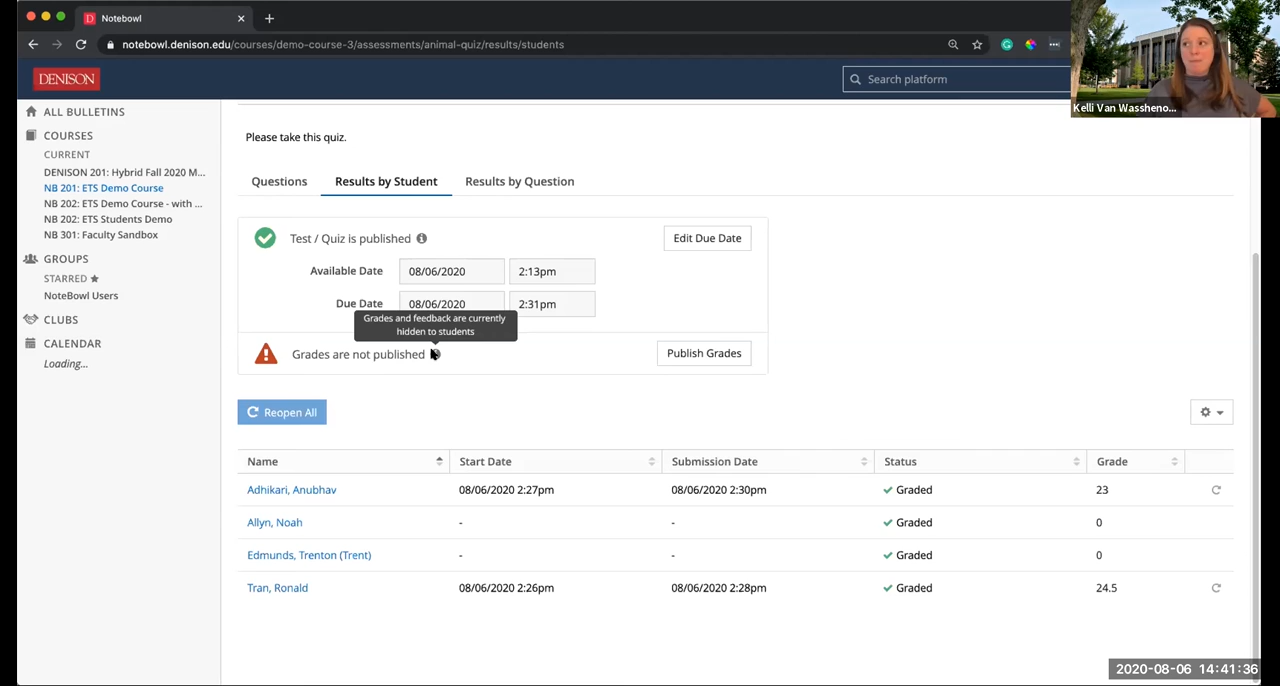 Notebowl
notebowl.denison.edu/courses/demo-course-3/assessments/animal-quiz/results/students
Kelli Van Wassheno...
DENISON
Search platform
ALL BULLETINS
COURSES
CURRENT
DENISON 201: Hybrid Fall 2020 M...
NB 201: ETS Demo Course
NB 202: ETS Demo Course - with ...
NB 202: ETS Students Demo
NB 301: Faculty Sandbox
GROUPS
STARRED
NoteBowl Users
CLUBS
CALENDAR
Loading...
Please take this quiz.
Questions Results by Student Results by Question
Test / Quiz is published Edit Due Date
Available Date 08/06/2020 2:13pm
Due Date 08/06/2020 2:31pm
Grades and feedback are currently
hidden to students
Grades are not published Publish Grades
Reopen All
Name Start Date Submission Date Status Grade
Adhikari, Anubhav 08/06/2020 2:27pm 08/06/2020 2:30pm Graded 23
Allyn, Noah - - Graded 0
Edmunds, Trenton (Trent) - - Graded 0
Tran, Ronald 08/06/2020 2:26pm 08/06/2020 2:28pm Graded 24.5
2020-08-06 14:41:36